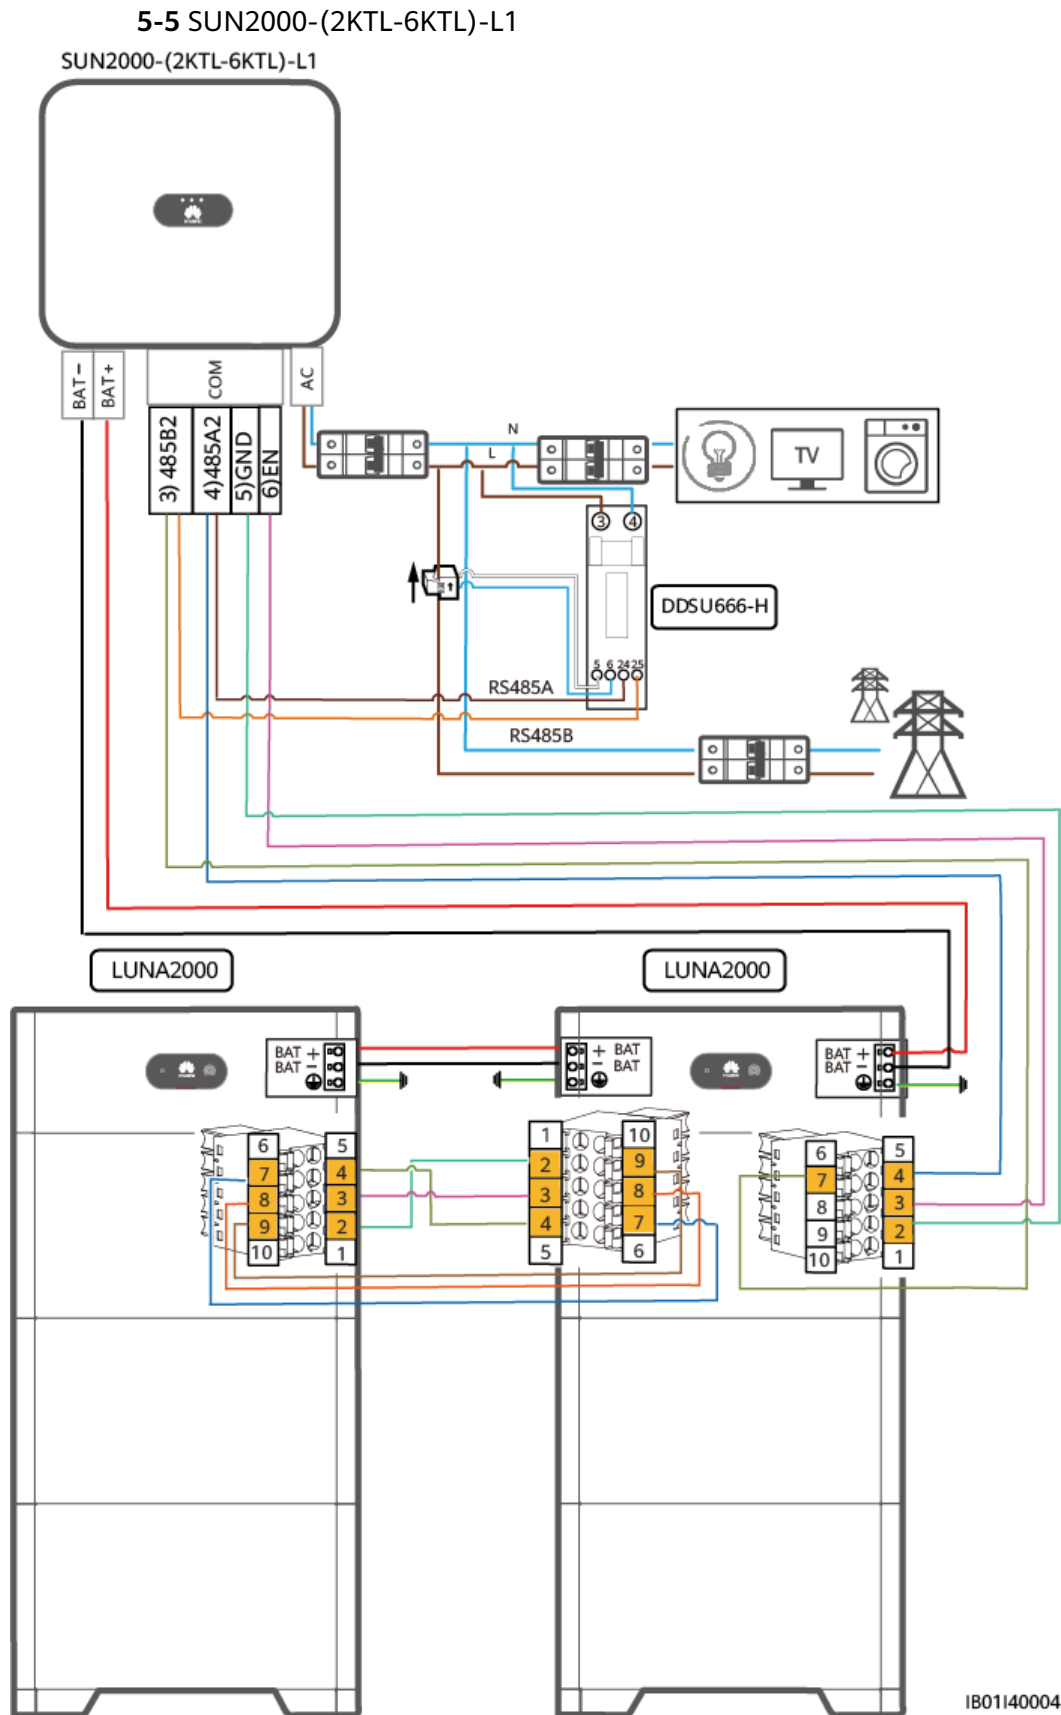 5-5 SUN2000-(2KTL-6KTL)-L1
SUN2000-(2KTL-6KTL)-L1
BAT−
BAT+
COM
AC
3) 485B2
4)485A2
5)GND
6)EN
N
L
TV
3
4
DDSU666-H
5 6 24 25
RS485A
RS485B
LUNA2000
LUNA2000
BAT +
BAT −
+ BAT
− BAT
BAT +
BAT −
6
7
8
9
10
5
4
3
2
1
1
2
3
4
5
10
9
8
7
6
6
7
8
9
10
5
4
3
2
1
IB01I40004